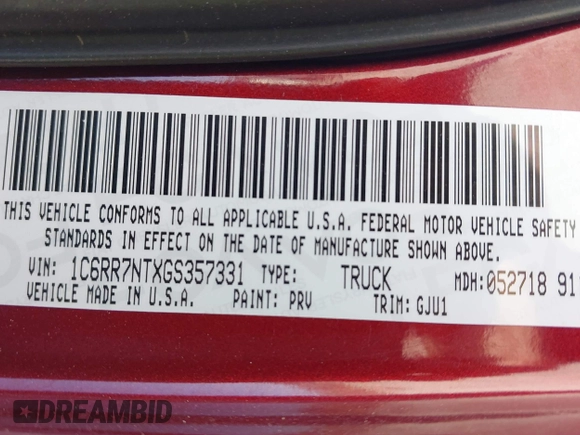 THIS VEHICLE CONFORMS TO ALL APPLICABLE U.S.A. FEDERAL MOTOR VEHICLE SAFETY
STANDARDS IN EFFECT ON THE DATE OF MANUFACTURE SHOWN ABOVE.
VIN: 1C6RR7NTXGS357331 TYPE: TRUCK MDH: 052718 91
VEHICLE MADE IN U.S.A. PAINT: PRV TRIM: GJU1
DREAMBID